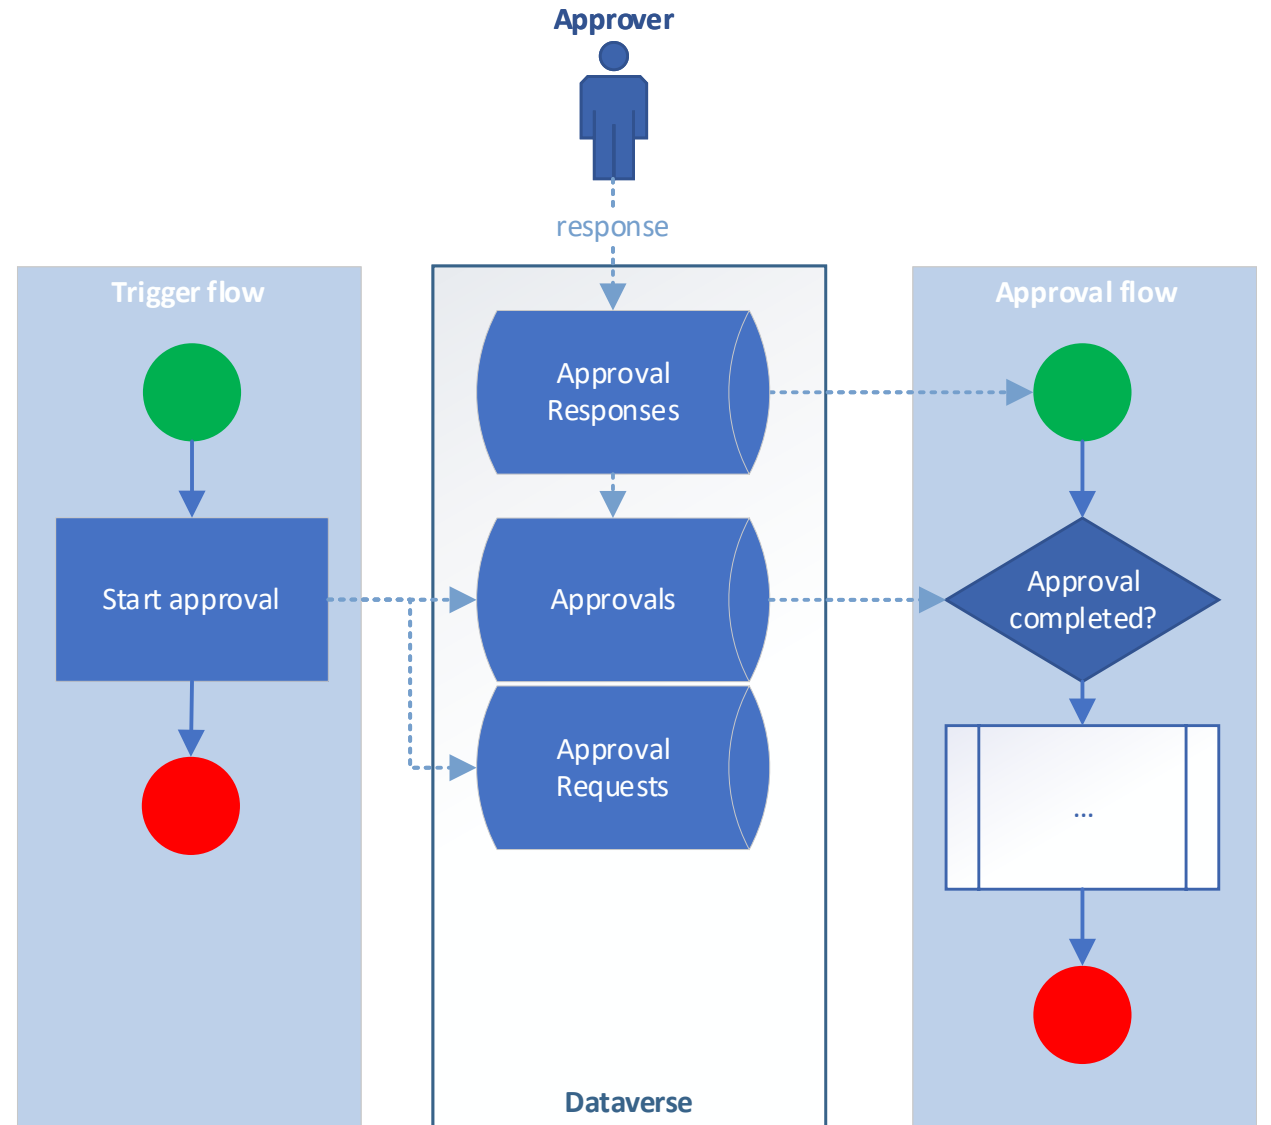 Approver
response
Trigger flow
Start approval
Approval
Responses
Approvals
Approval
Requests
Dataverse
Approval flow
Approval
completed?
...